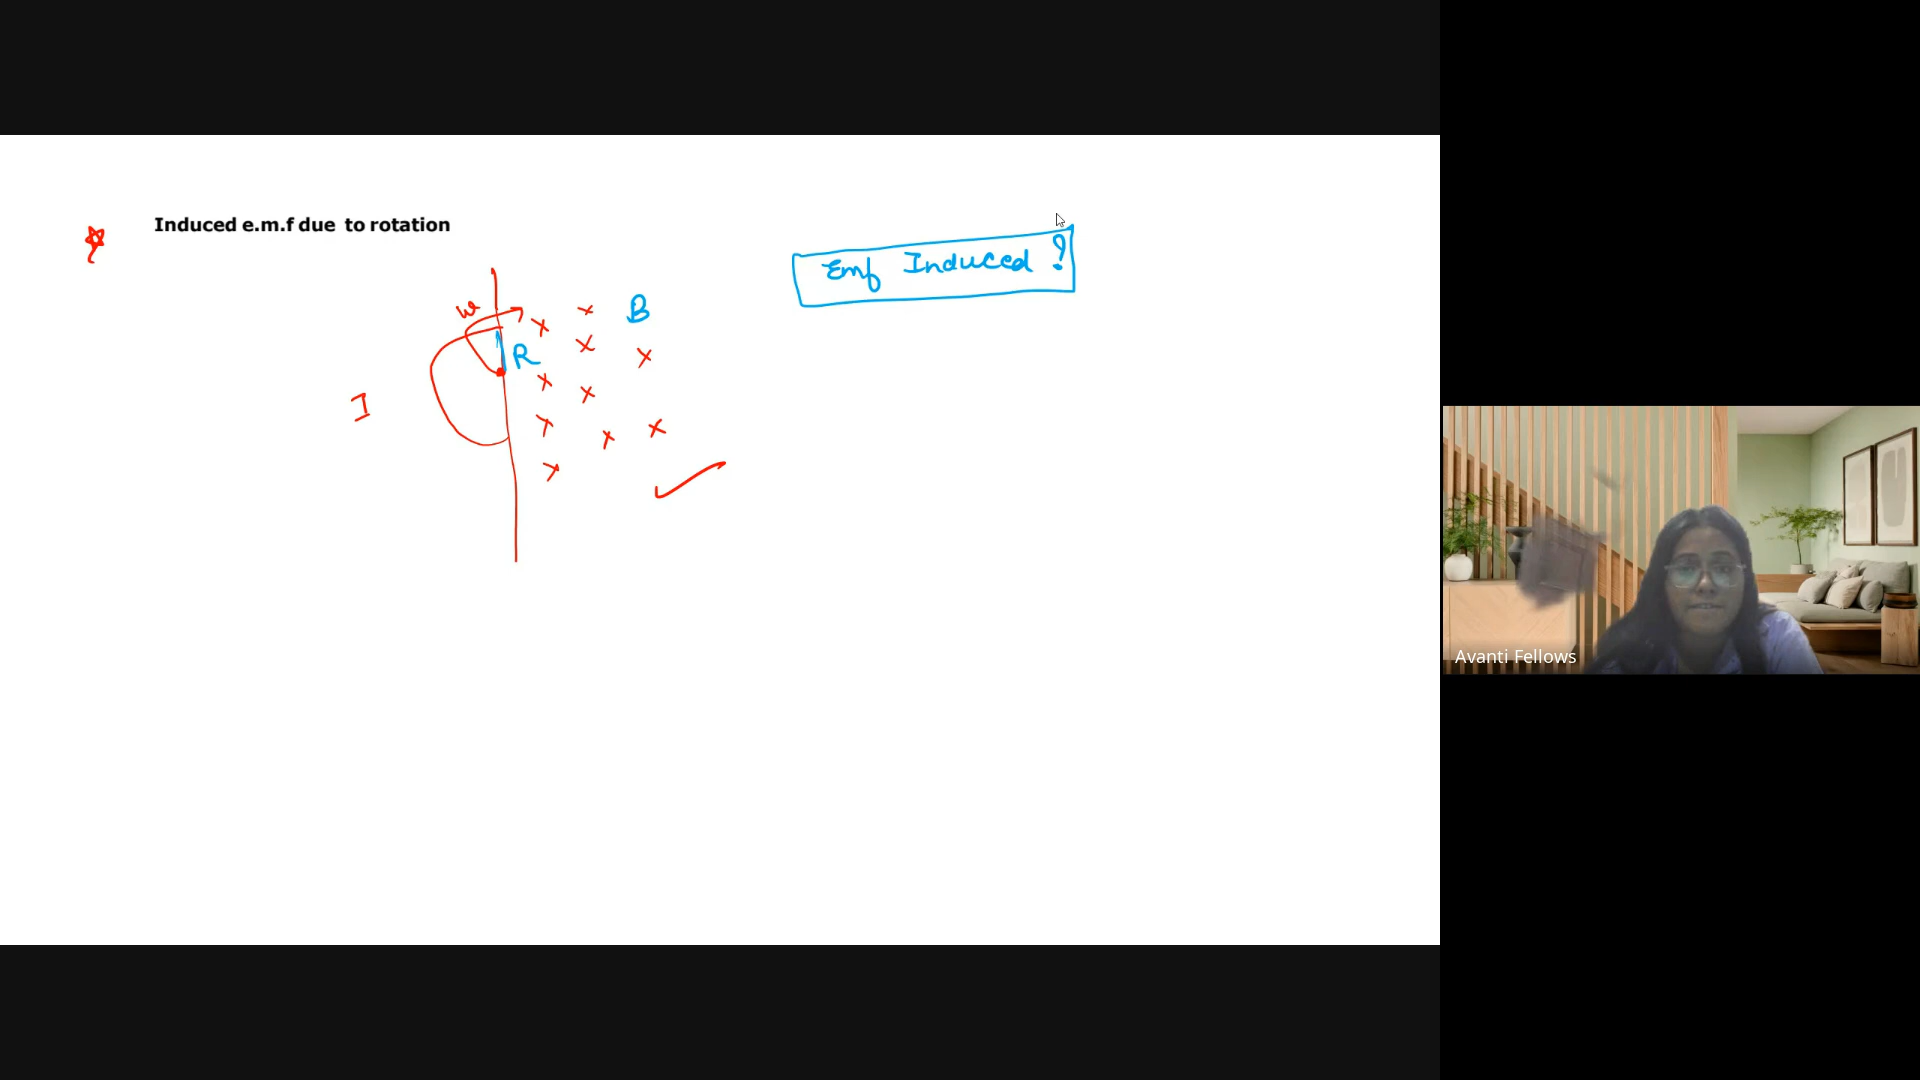 Induced e.m.f due to rotation
Emf Induced ?
ω
B
R
I
Avanti Fellows